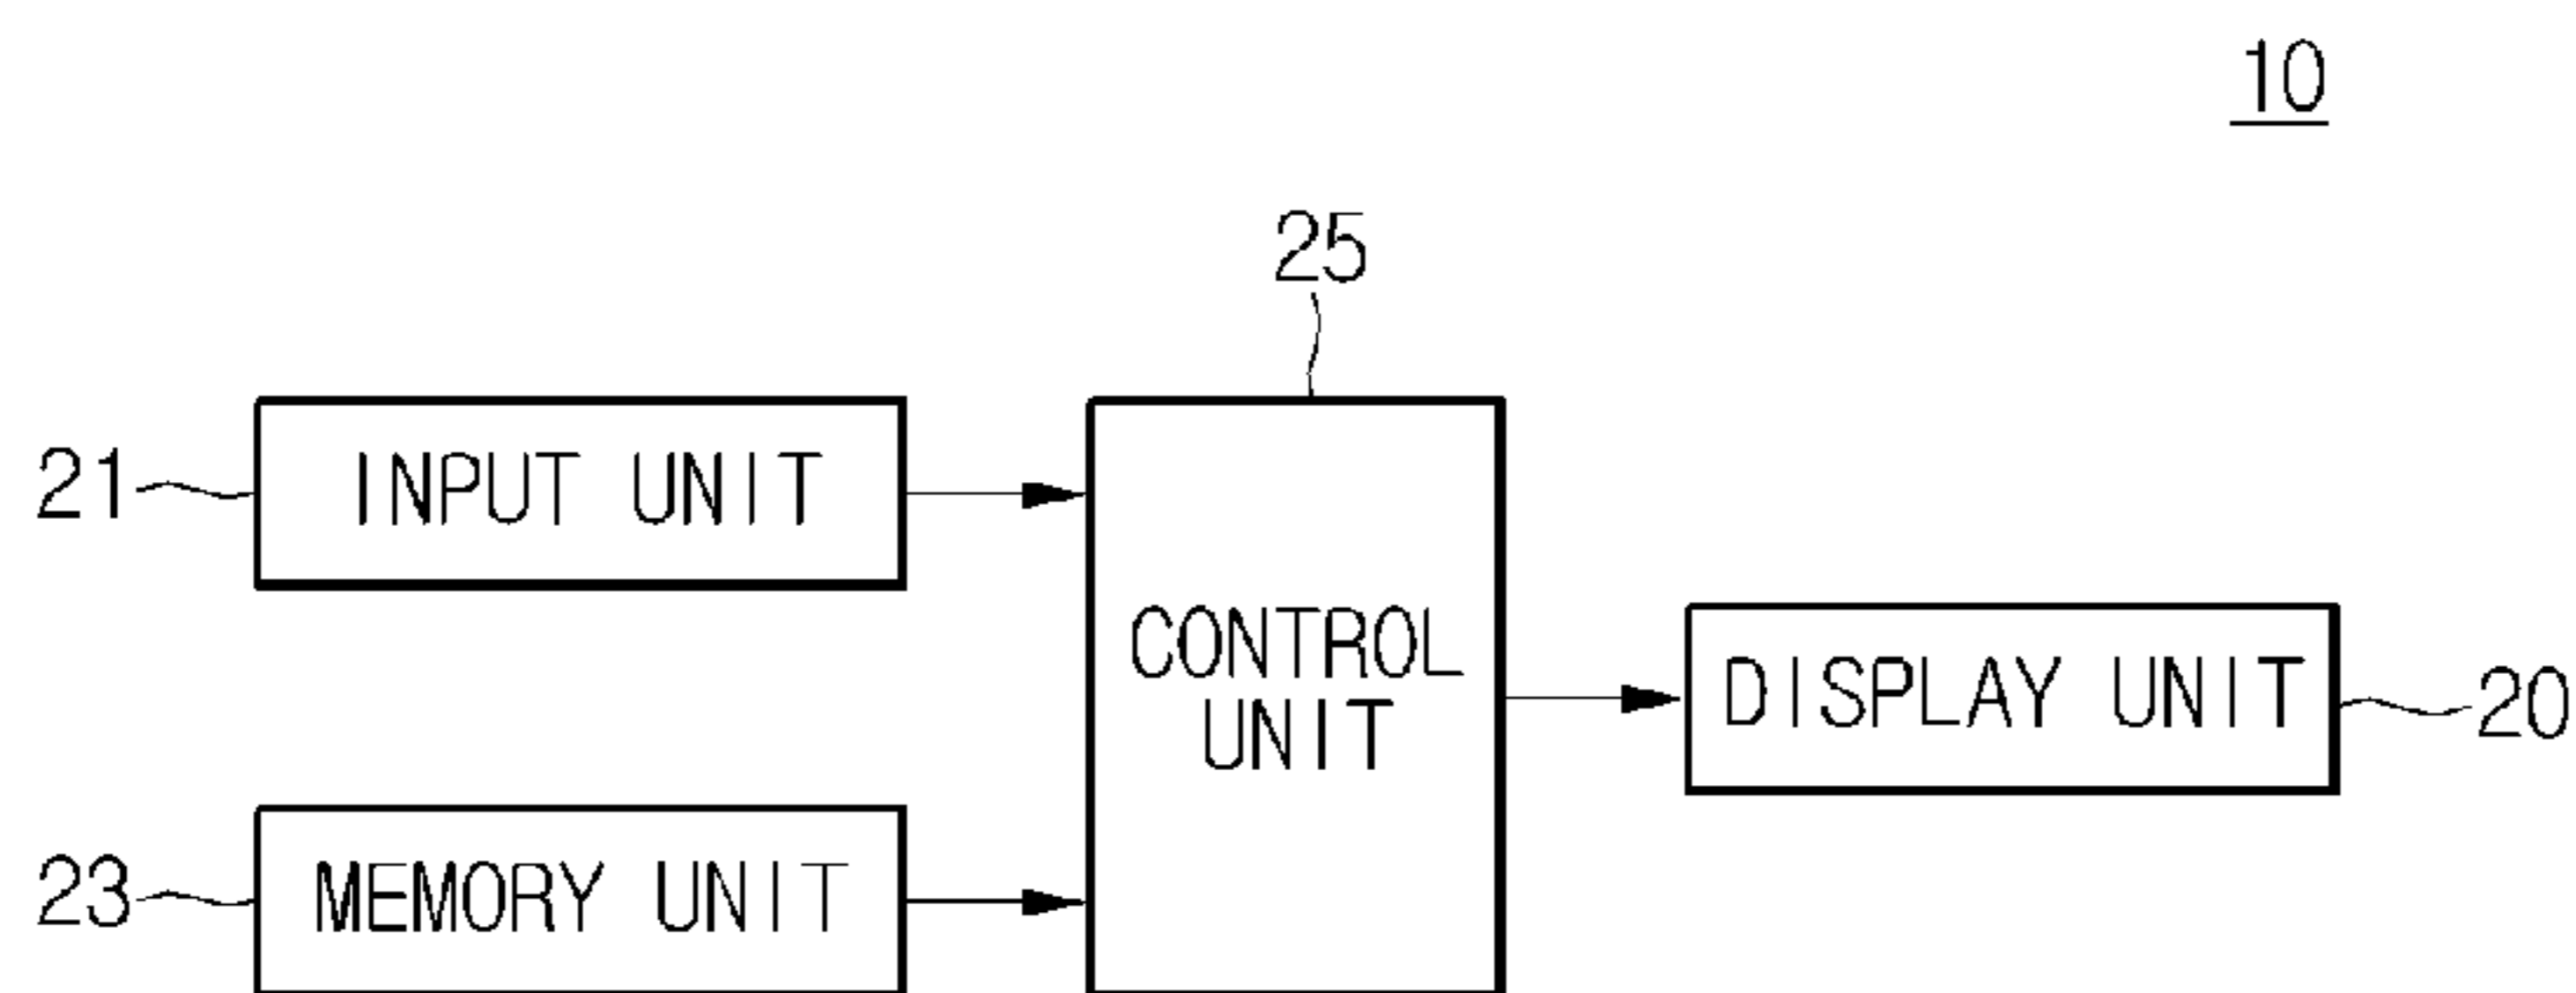 10
25
21
INPUT UNIT
CONTROL
UNIT
DISPLAY UNIT
20
23
MEMORY UNIT